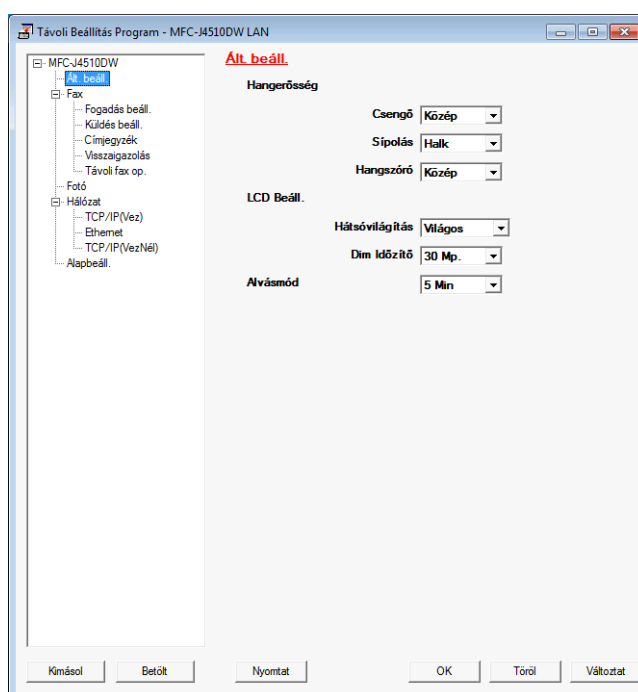 Távoli Beállítás Program - MFC-J4510DW LAN
MFC-J4510DW
Ált. beáll.
Fax
Fogadás beáll.
Küldés beáll.
Címjegyzék
Visszaigazolás
Távoli fax op.
Fotó
Hálózat
TCP/IP(Vez)
Ethernet
TCP/IP(VezNél)
Alapbeáll.
Ált. beáll.
Hangerősség
Csengő Közép
Sípolás Halk
Hangszóró Közép
LCD Beáll.
Hátsóvilágítás Világos
Dim Időzítő 30 Mp.
Alvásmód 5 Min
Kimásol Betölt Nyomtat OK Töröl Változtat